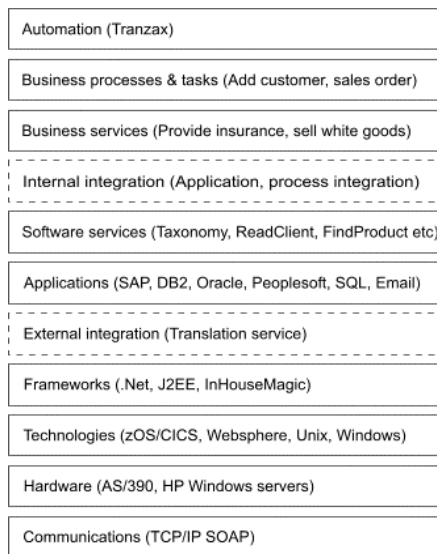 Automation (Tranzax)
Business processes & tasks (Add customer, sales order)
Business services (Provide insurance, sell white goods)
Internal integration (Application, process integration)
Software services (Taxonomy, ReadClient, FindProduct etc)
Applications (SAP, DB2, Oracle, Peoplesoft, SQL, Email)
External integration (Translation service)
Frameworks (.Net, J2EE, InHouseMagic)
Technologies (zOS/CICS, Websphere, Unix, Windows)
Hardware (AS/390, HP Windows servers)
Communications (TCP/IP SOAP)